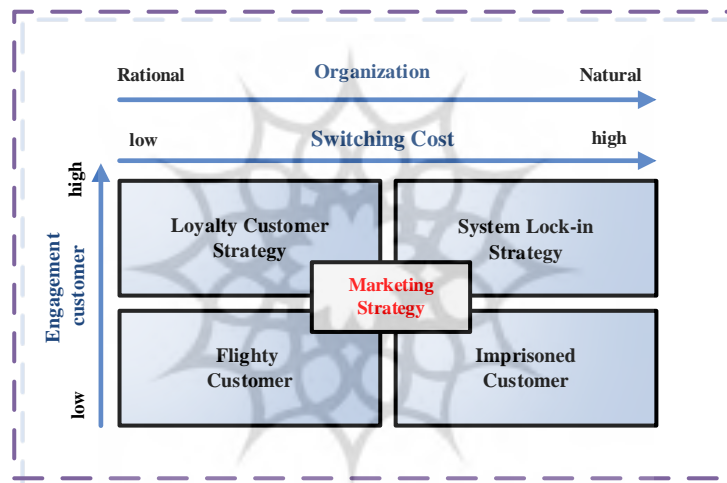 Rational Organization Natural
low Switching Cost high
high
Engagement
customer
low
Loyalty Customer
Strategy
System Lock-in
Strategy
Marketing
Strategy
Flighty
Customer
Imprisoned
Customer